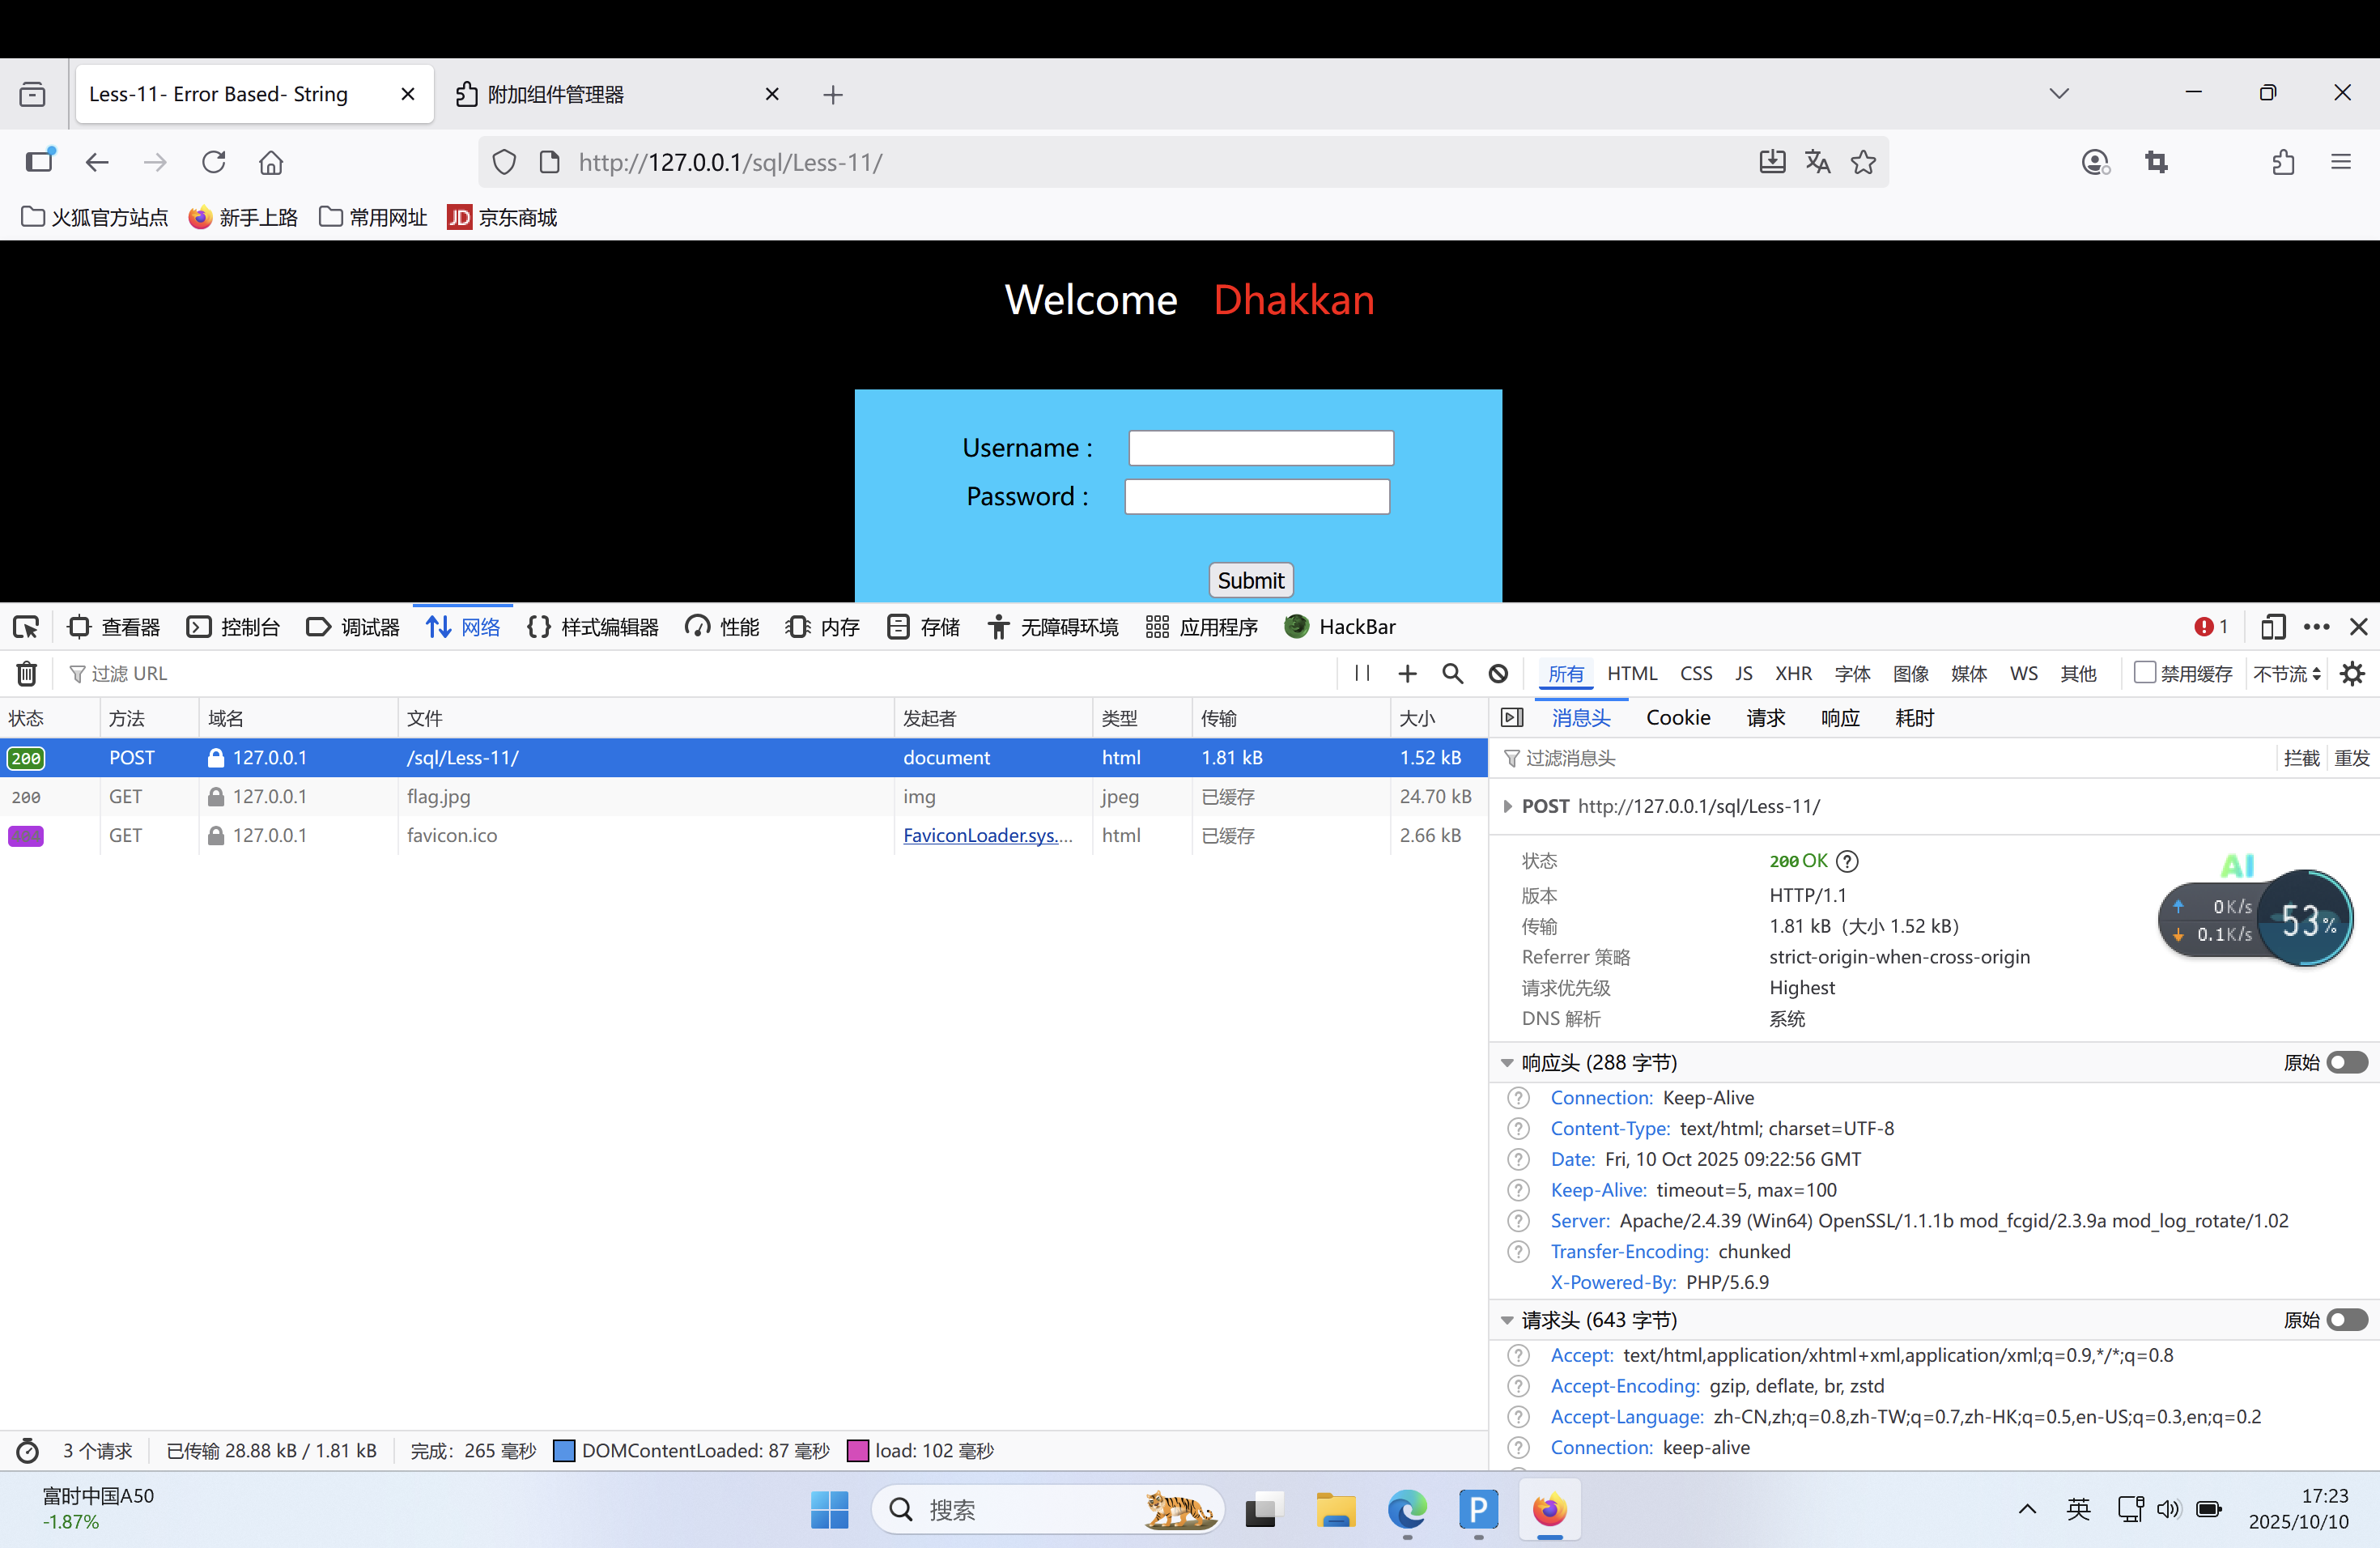 Less-11- Error Based- String
附加组件管理器
http://127.0.0.1/sql/Less-11/
火狐官方站点 新手上路 常用网址 JD 京东商城
Welcome Dhakkan
Username :
Password :
Submit
查看器 控制台 调试器 网络 样式编辑器 性能 内存 存储 无障碍环境 应用程序 HackBar 1
过滤 URL 所有 HTML CSS JS XHR 字体 图像 媒体 WS 其他 禁用缓存 不节流
状态 方法 域名 文件 发起者 类型 传输 大小
200 POST 127.0.0.1 /sql/Less-11/ document html 1.81 kB 1.52 kB
200 GET 127.0.0.1 flag.jpg img jpeg 已缓存 24.70 kB
GET 127.0.0.1 favicon.ico FaviconLoader.sys.... html 已缓存 2.66 kB
消息头 Cookie 请求 响应 耗时
过滤消息头 拦截 重发
POST http://127.0.0.1/sql/Less-11/
状态 200 OK
版本 HTTP/1.1
传输 1.81 kB（大小 1.52 kB）
Referrer 策略 strict-origin-when-cross-origin
请求优先级 Highest
DNS 解析 系统
AI
0K/s
0.1K/s
53%
响应头 (288 字节) 原始
Connection: Keep-Alive
Content-Type: text/html; charset=UTF-8
Date: Fri, 10 Oct 2025 09:22:56 GMT
Keep-Alive: timeout=5, max=100
Server: Apache/2.4.39 (Win64) OpenSSL/1.1.1b mod_fcgid/2.3.9a mod_log_rotate/1.02
Transfer-Encoding: chunked
X-Powered-By: PHP/5.6.9
请求头 (643 字节) 原始
Accept: text/html,application/xhtml+xml,application/xml;q=0.9,*/*;q=0.8
Accept-Encoding: gzip, deflate, br, zstd
Accept-Language: zh-CN,zh;q=0.8,zh-TW;q=0.7,zh-HK;q=0.5,en-US;q=0.3,en;q=0.2
Connection: keep-alive
3 个请求 已传输 28.88 kB / 1.81 kB 完成：265 毫秒 DOMContentLoaded: 87 毫秒 load: 102 毫秒
富时中国A50
-1.87%
搜索
P
英
17:23
2025/10/10